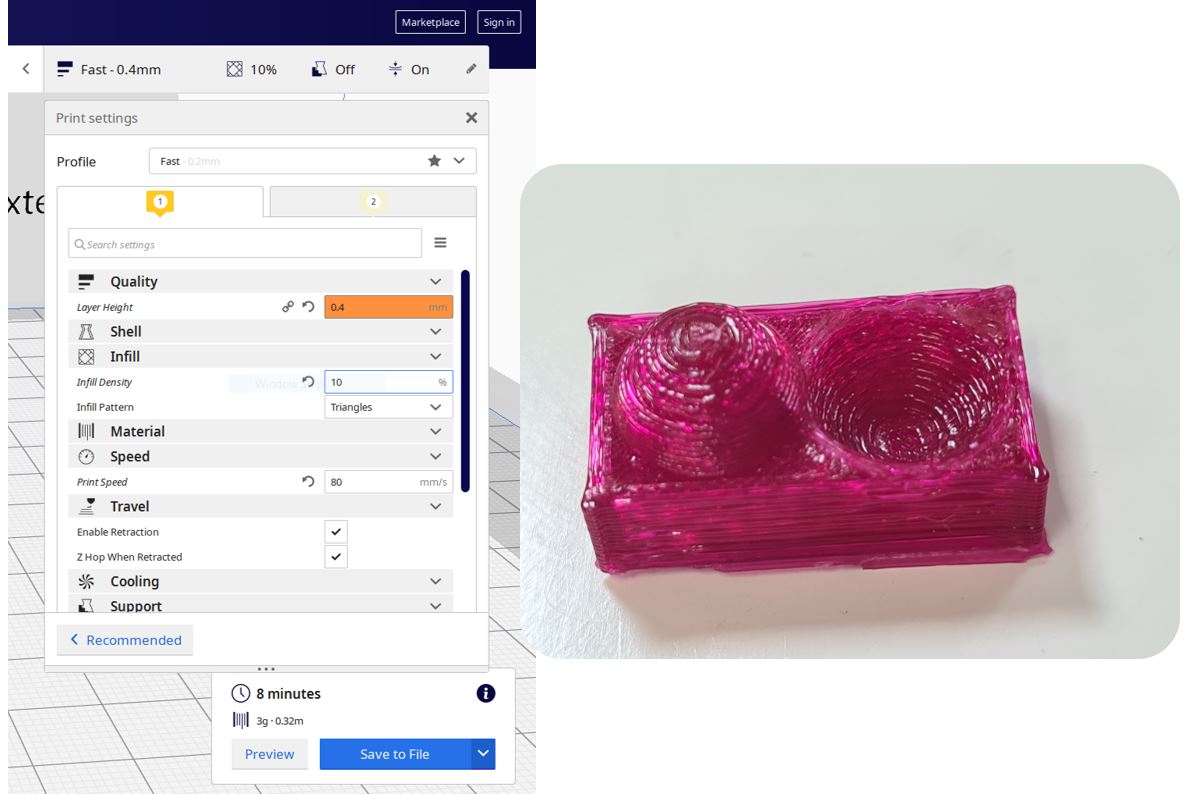 Marketplace Sign in
Fast - 0.4mm 10% Off On
Print settings
Profile Fast - 0.2mm
xte
1 2
Search settings
Quality
Layer Height 0.4 mm
Shell
Infill
Infill Density 10 %
Infill Pattern Triangles
Material
Speed
Print Speed 80 mm/s
Travel
Enable Retraction
Z Hop When Retracted
Cooling
Support
Recommended
8 minutes
3g · 0.32m
Preview Save to File